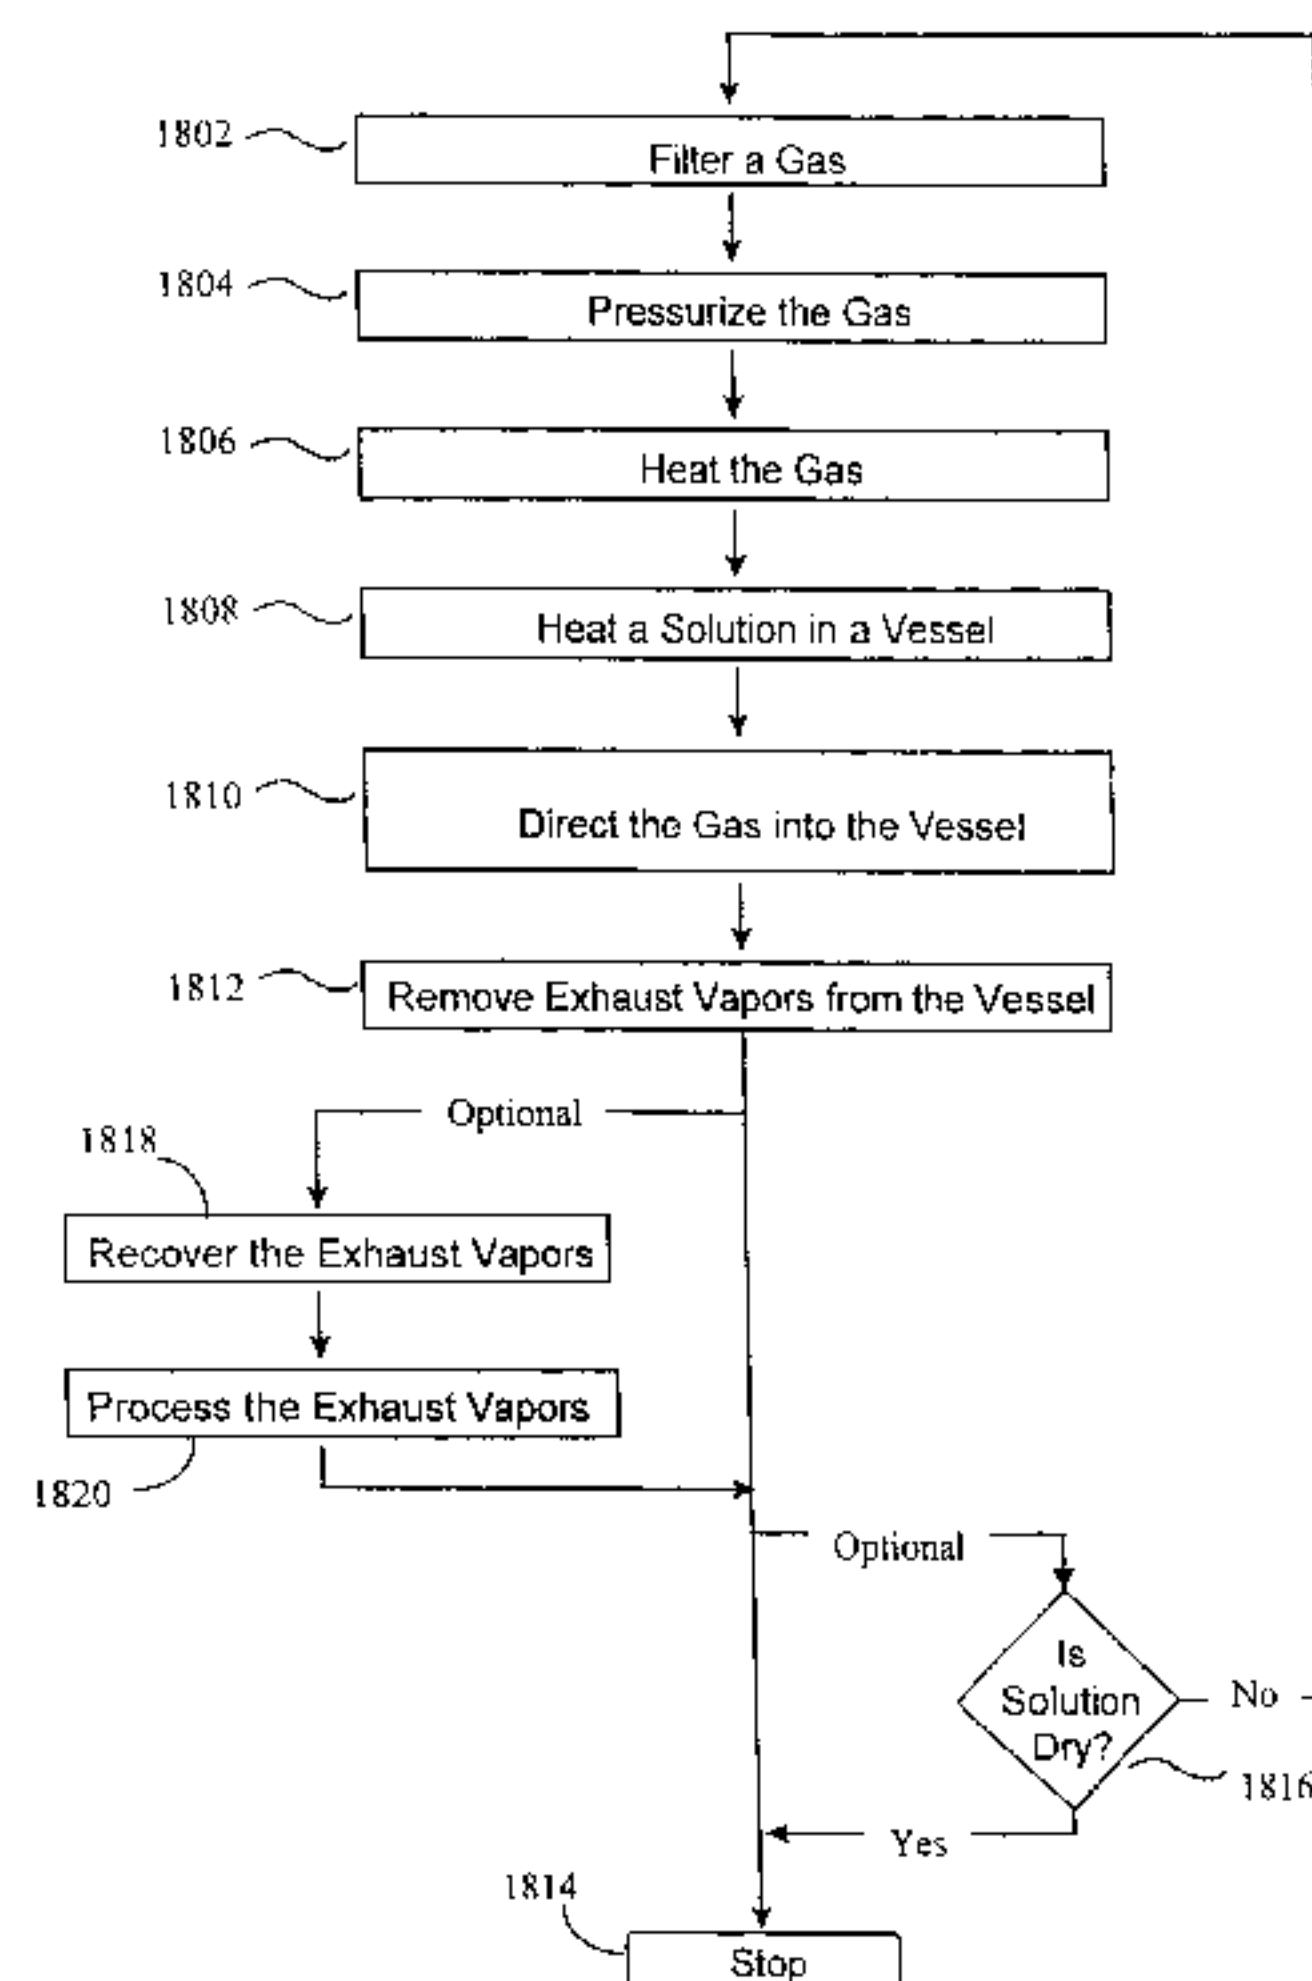 1802
Filter a Gas
1804
Pressurize the Gas
1806
Heat the Gas
1808
Heat a Solution in a Vessel
1810
Direct the Gas into the Vessel
1812
Remove Exhaust Vapors from the Vessel
Optional
1818
Recover the Exhaust Vapors
Process the Exhaust Vapors
1820
Optional
Is
Solution
Dry?
No
1816
Yes
1814
Stop